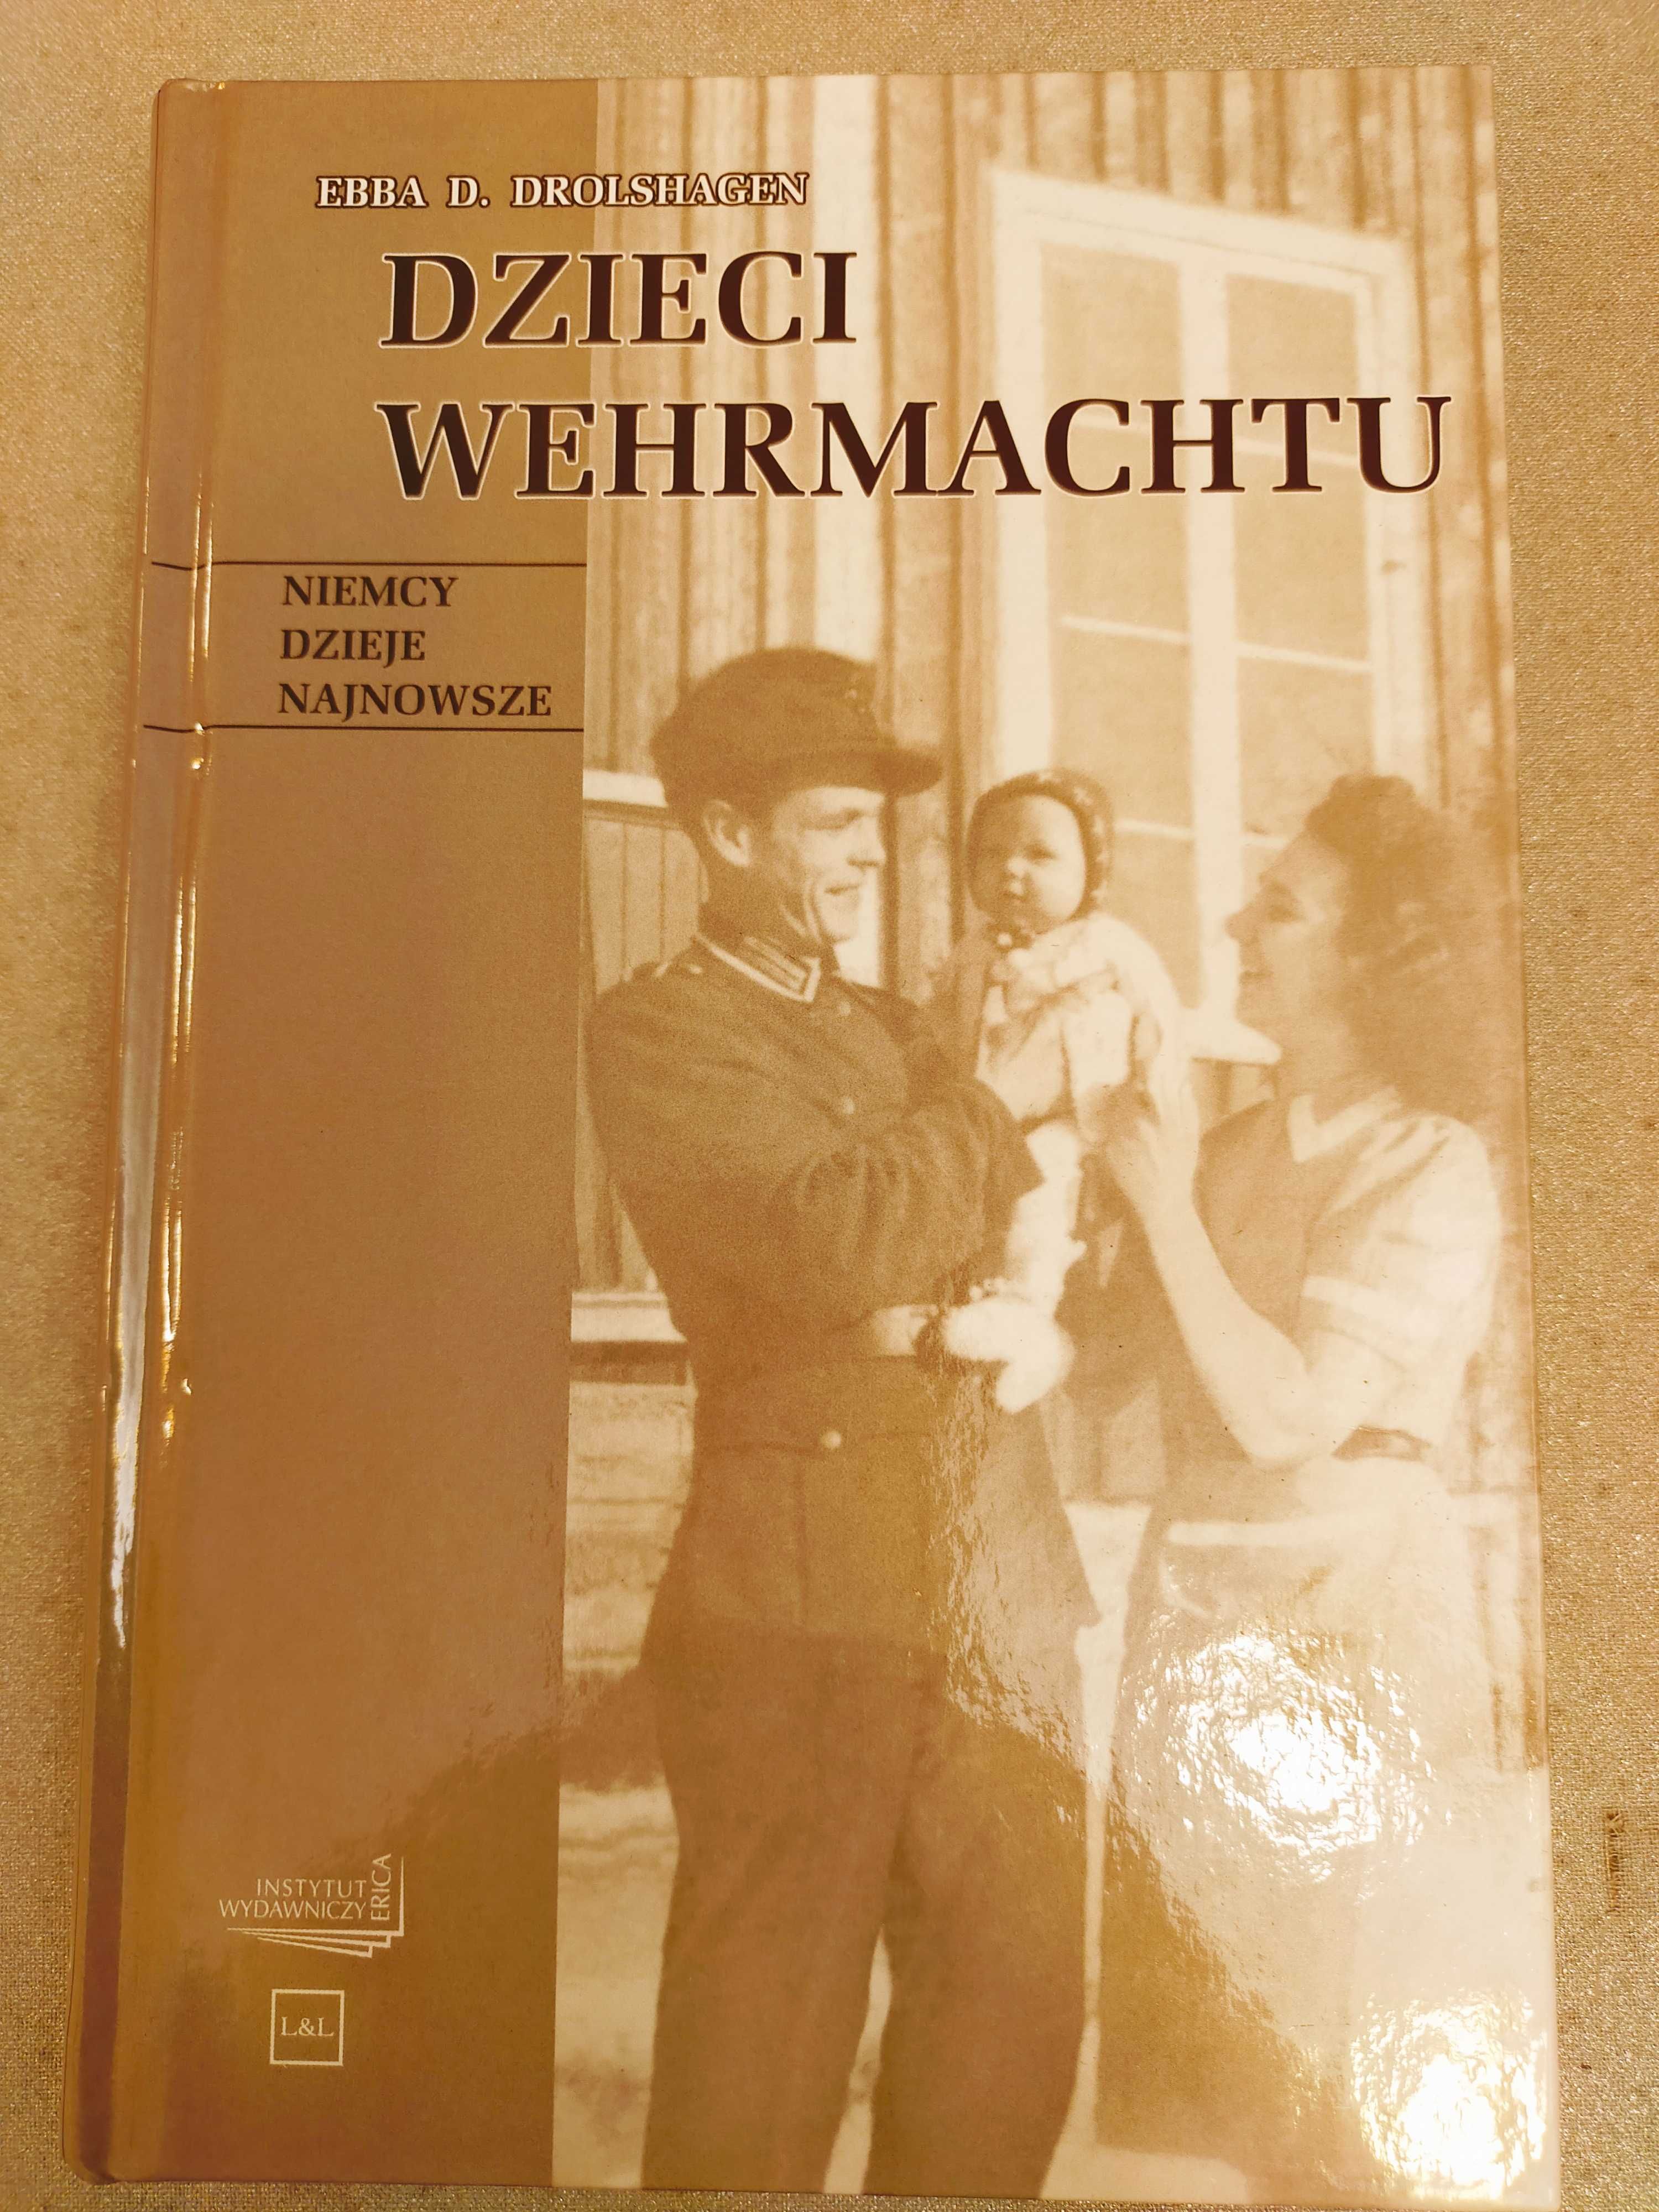 EBBA D. DROLSHAGEN
DZIECI
WEHRMACHTU
NIEMCY
DZIEJE
NAJNOWSZE
INSTYTUT
WYDAWNICZY
ERICA
L&L